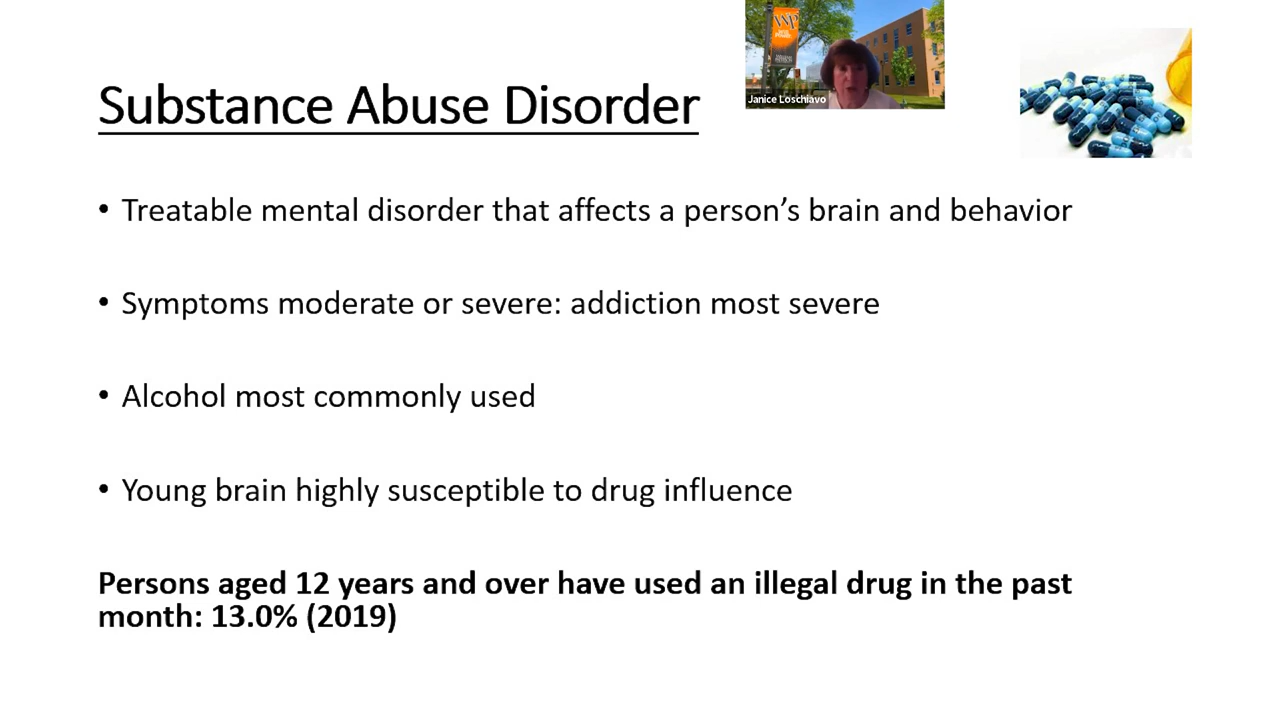 WP
Janice Loschiavo
Substance Abuse Disorder
• Treatable mental disorder that affects a person’s brain and behavior
• Symptoms moderate or severe: addiction most severe
• Alcohol most commonly used
• Young brain highly susceptible to drug influence
Persons aged 12 years and over have used an illegal drug in the past
month: 13.0% (2019)